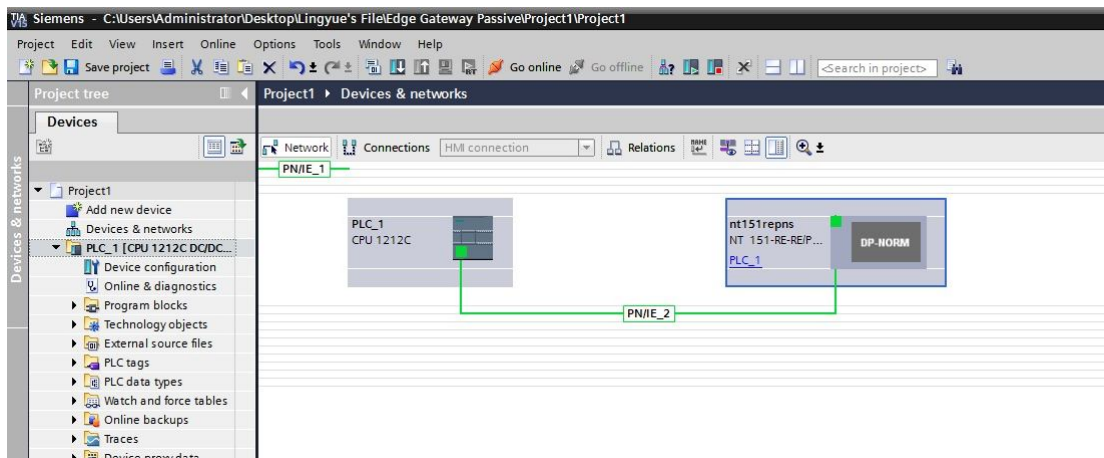 Siemens - C:\Users\Administrator\Desktop\Lingyue's File\Edge Gateway Passive\Project1\Project1
Project Edit View Insert Online Options Tools Window Help
Save project Go online Go offline <Search in project>
Project tree
Project1 ▸ Devices & networks
Devices
Network Connections HMI connection Relations
Devices & networks
PN/IE_1
Project1
Add new device
Devices & networks
PLC_1 [CPU 1212C DC/DC...
Device configuration
Online & diagnostics
Program blocks
Technology objects
External source files
PLC tags
PLC data types
Watch and force tables
Online backups
Traces
Device proxy data
PLC_1
CPU 1212C
nt151repns
NT 151-RE-RE/P...
PLC_1
DP-NORM
PN/IE_2